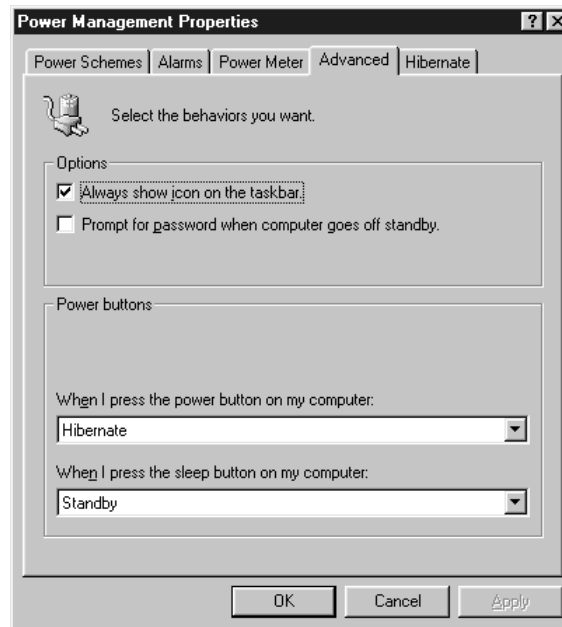 Power Management Properties
Power Schemes Alarms Power Meter Advanced Hibernate
Select the behaviors you want.
Options
Always show icon on the taskbar.
Prompt for password when computer goes off standby.
Power buttons
When I press the power button on my computer:
Hibernate
When I press the sleep button on my computer:
Standby
OK Cancel Apply